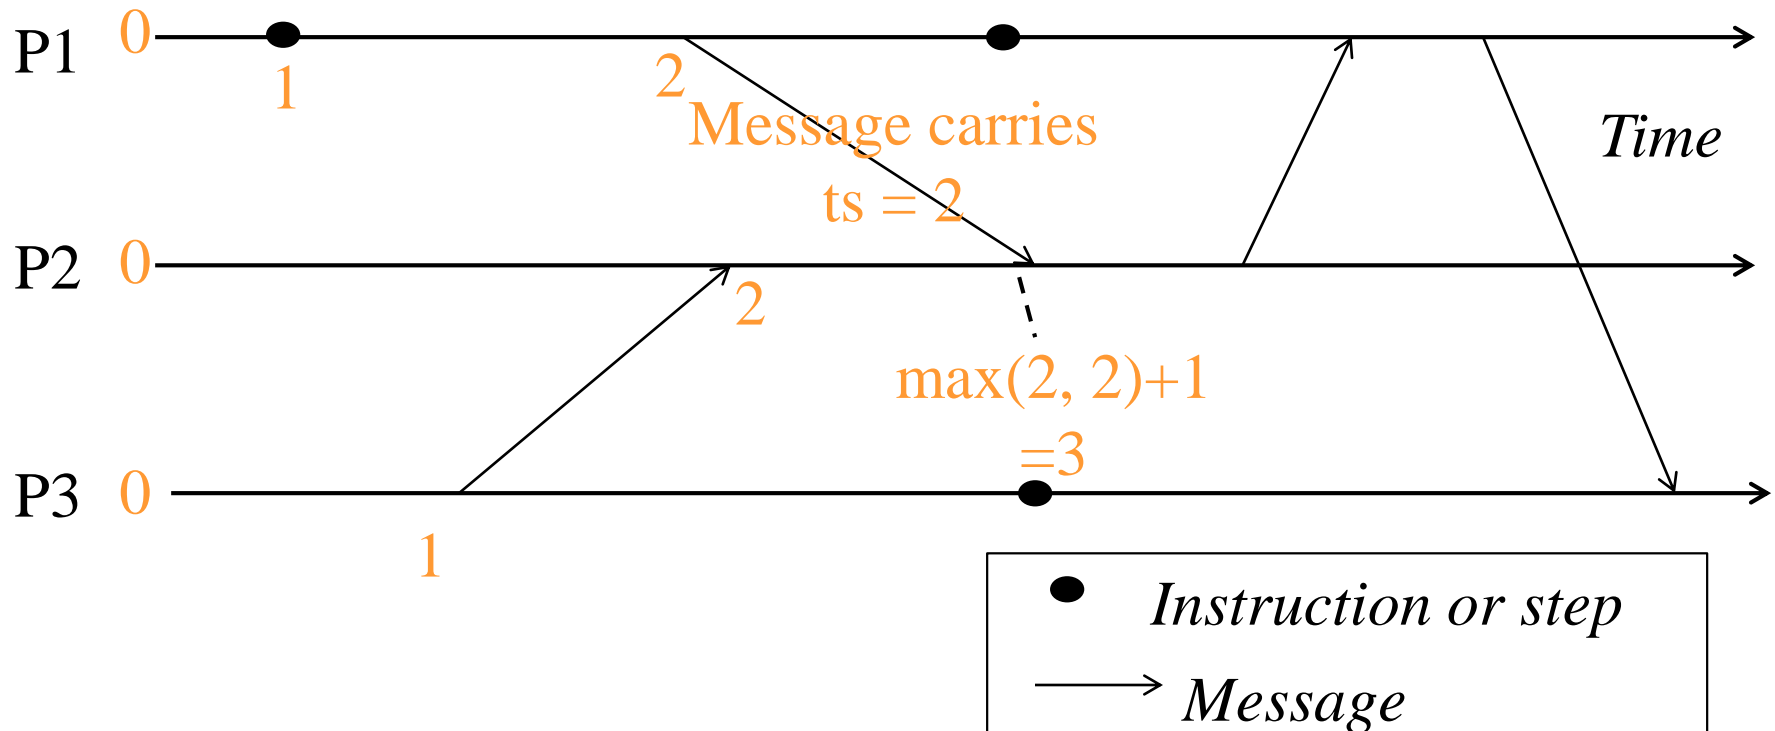 P1 0
1
2
Message carries
ts = 2
Time
P2 0
2
max(2, 2)+1
=3
P3 0
1
Instruction or step
Message